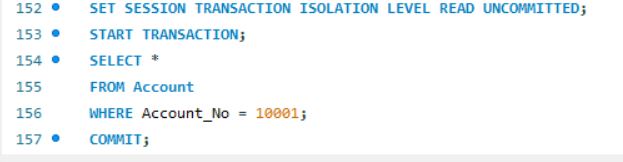 152 SET SESSION TRANSACTION ISOLATION LEVEL READ UNCOMMITTED;
153 START TRANSACTION;
154 SELECT *
155 FROM Account
156 WHERE Account_No = 10001;
157 COMMIT;